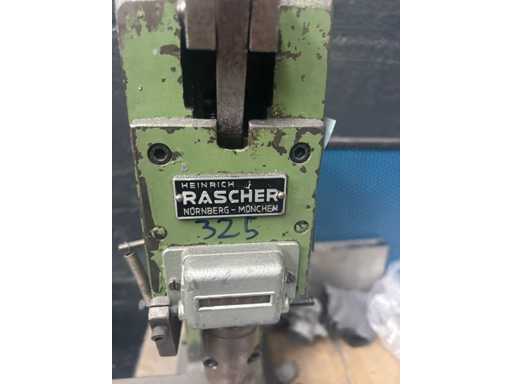 HEINRICH
RASCHER
NÜRNBERG - MÜNCHEN
325